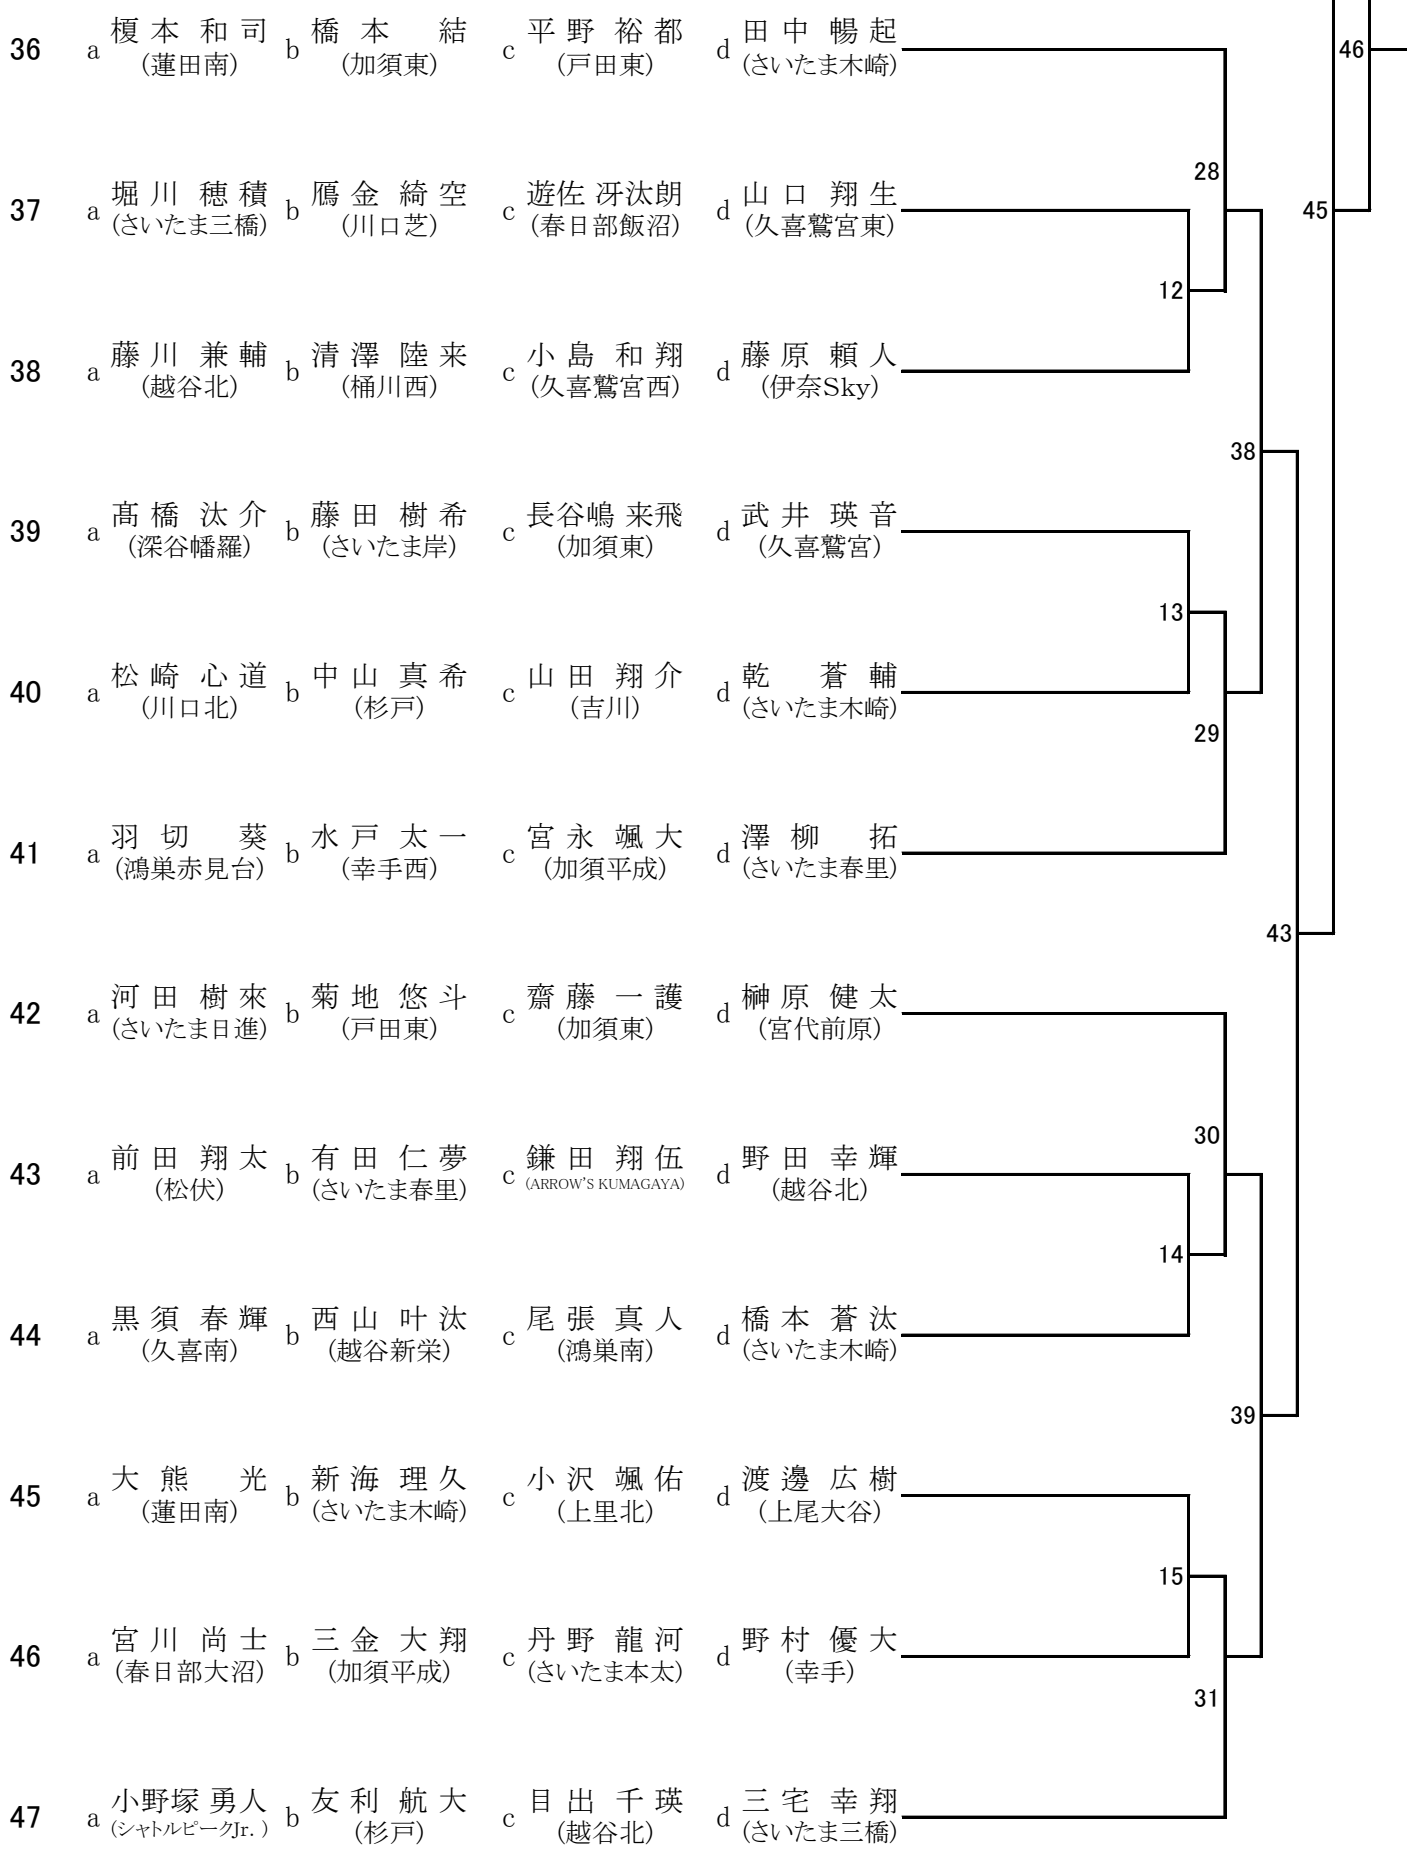 36 a 榎本 和司 b 橋本 結 c 平野 裕都 d 田中 暢起 46
(蓮田南) (加須東) (戸田東) (さいたま木崎)
28
37 a 堀川 穂積 b 鴈金 綺空 c 遊佐 冴汰朗 d 山口 翔生 45
(さいたま三橋) (川口芝) (春日部飯沼) (久喜鷲宮東)
12
38 a 藤川 兼輔 b 清澤 陸来 c 小島 和翔 d 藤原 頼人
(越谷北) (桶川西) (久喜鷲宮西) (伊奈Sky)
38
39 a 髙橋 汰介 b 藤田 樹希 c 長谷嶋 来飛 d 武井 瑛音
(深谷幡羅) (さいたま岸) (加須東) (久喜鷲宮)
13
40 a 松崎 心道 b 中山 真希 c 山田 翔介 d 乾 蒼輔
(川口北) (杉戸) (吉川) (さいたま木崎)
29
41 a 羽切 葵 b 水戸 太一 c 宮永 颯大 d 澤柳 拓
(鴻巣赤見台) (幸手西) (加須平成) (さいたま春里)
43
42 a 河田 樹來 b 菊地 悠斗 c 齋藤 一護 d 榊原 健太
(さいたま日進) (戸田東) (加須東) (宮代前原)
30
43 a 前田 翔太 b 有田 仁夢 c 鎌田 翔伍 d 野田 幸輝
(松伏) (さいたま春里) (ARROW'S KUMAGAYA) (越谷北)
14
44 a 黒須 春輝 b 西山 叶汰 c 尾張 真人 d 橋本 蒼汰
(久喜南) (越谷新栄) (鴻巣南) (さいたま木崎)
39
45 a 大熊 光 b 新海 理久 c 小沢 颯佑 d 渡邊 広樹
(蓮田南) (さいたま木崎) (上里北) (上尾大谷)
15
46 a 宮川 尚士 b 三金 大翔 c 丹野 龍河 d 野村 優大
(春日部大沼) (加須平成) (さいたま本太) (幸手)
31
47 a 小野塚 勇人 b 友利 航大 c 目出 千瑛 d 三宅 幸翔
(シャトルピークJr.) (杉戸) (越谷北) (さいたま三橋)